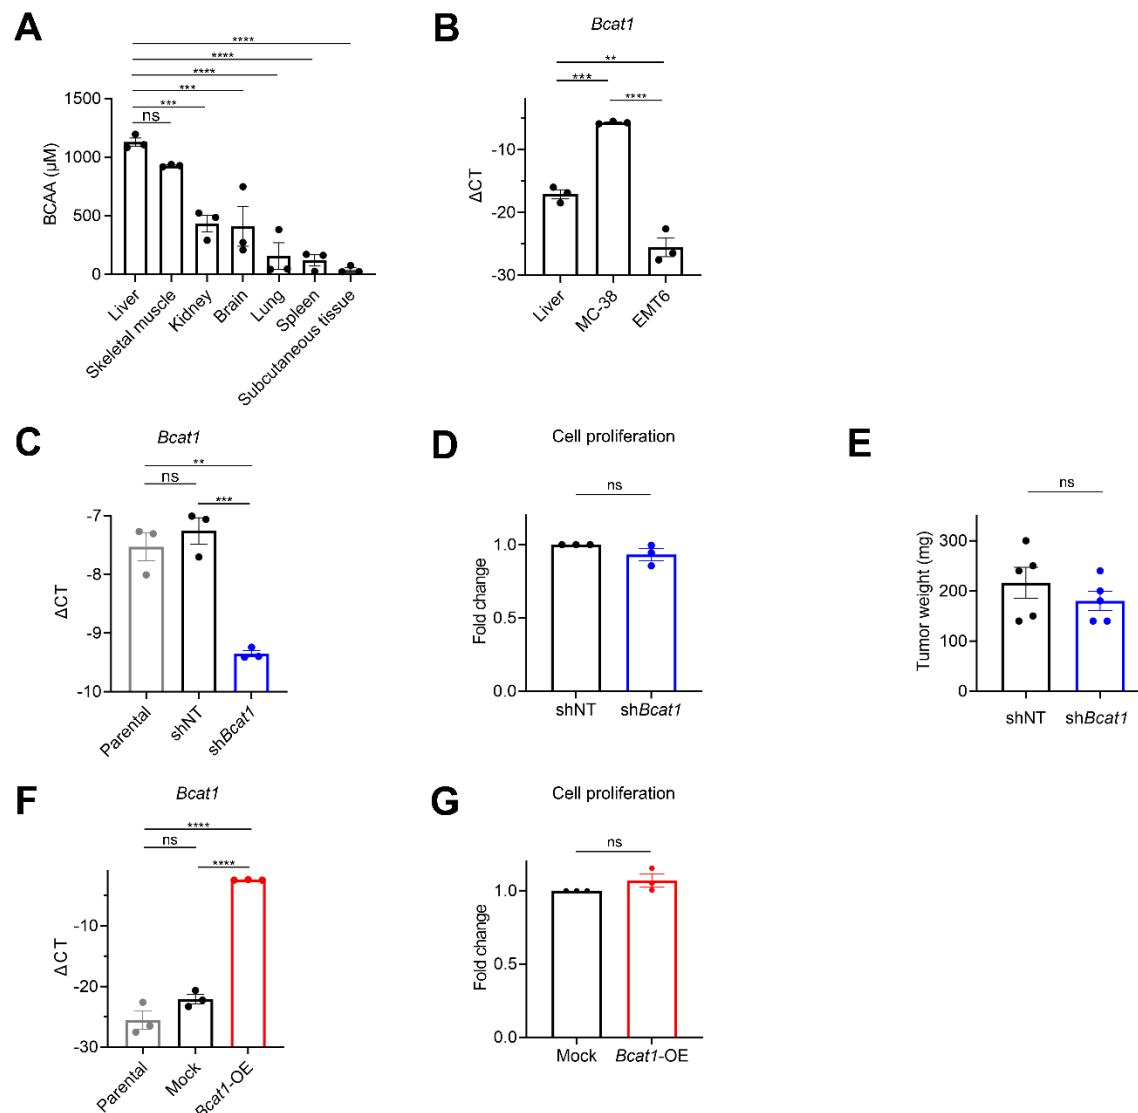 A
****
****
****
***
***
ns
1500
1000
500
0
BCAA (µM)
Liver
Skeletal muscle
Kidney
Brain
Lung
Spleen
Subcutaneous tissue
B
Bcat1
**
***
****
-10
-20
-30
ΔCT
Liver
MC-38
EMT6
C
Bcat1
**
ns
***
-7
-8
-9
-10
ΔCT
Parental
shNT
shBcat1
D
Cell proliferation
ns
1.0
0.5
0.0
Fold change
shNT
shBcat1
E
ns
300
200
100
0
Tumor weight (mg)
shNT
shBcat1
F
Bcat1
****
ns
****
-10
-20
-30
ΔCT
Parental
Mock
Bcat1-OE
G
Cell proliferation
ns
1.0
0.5
0.0
Fold change
Mock
Bcat1-OE